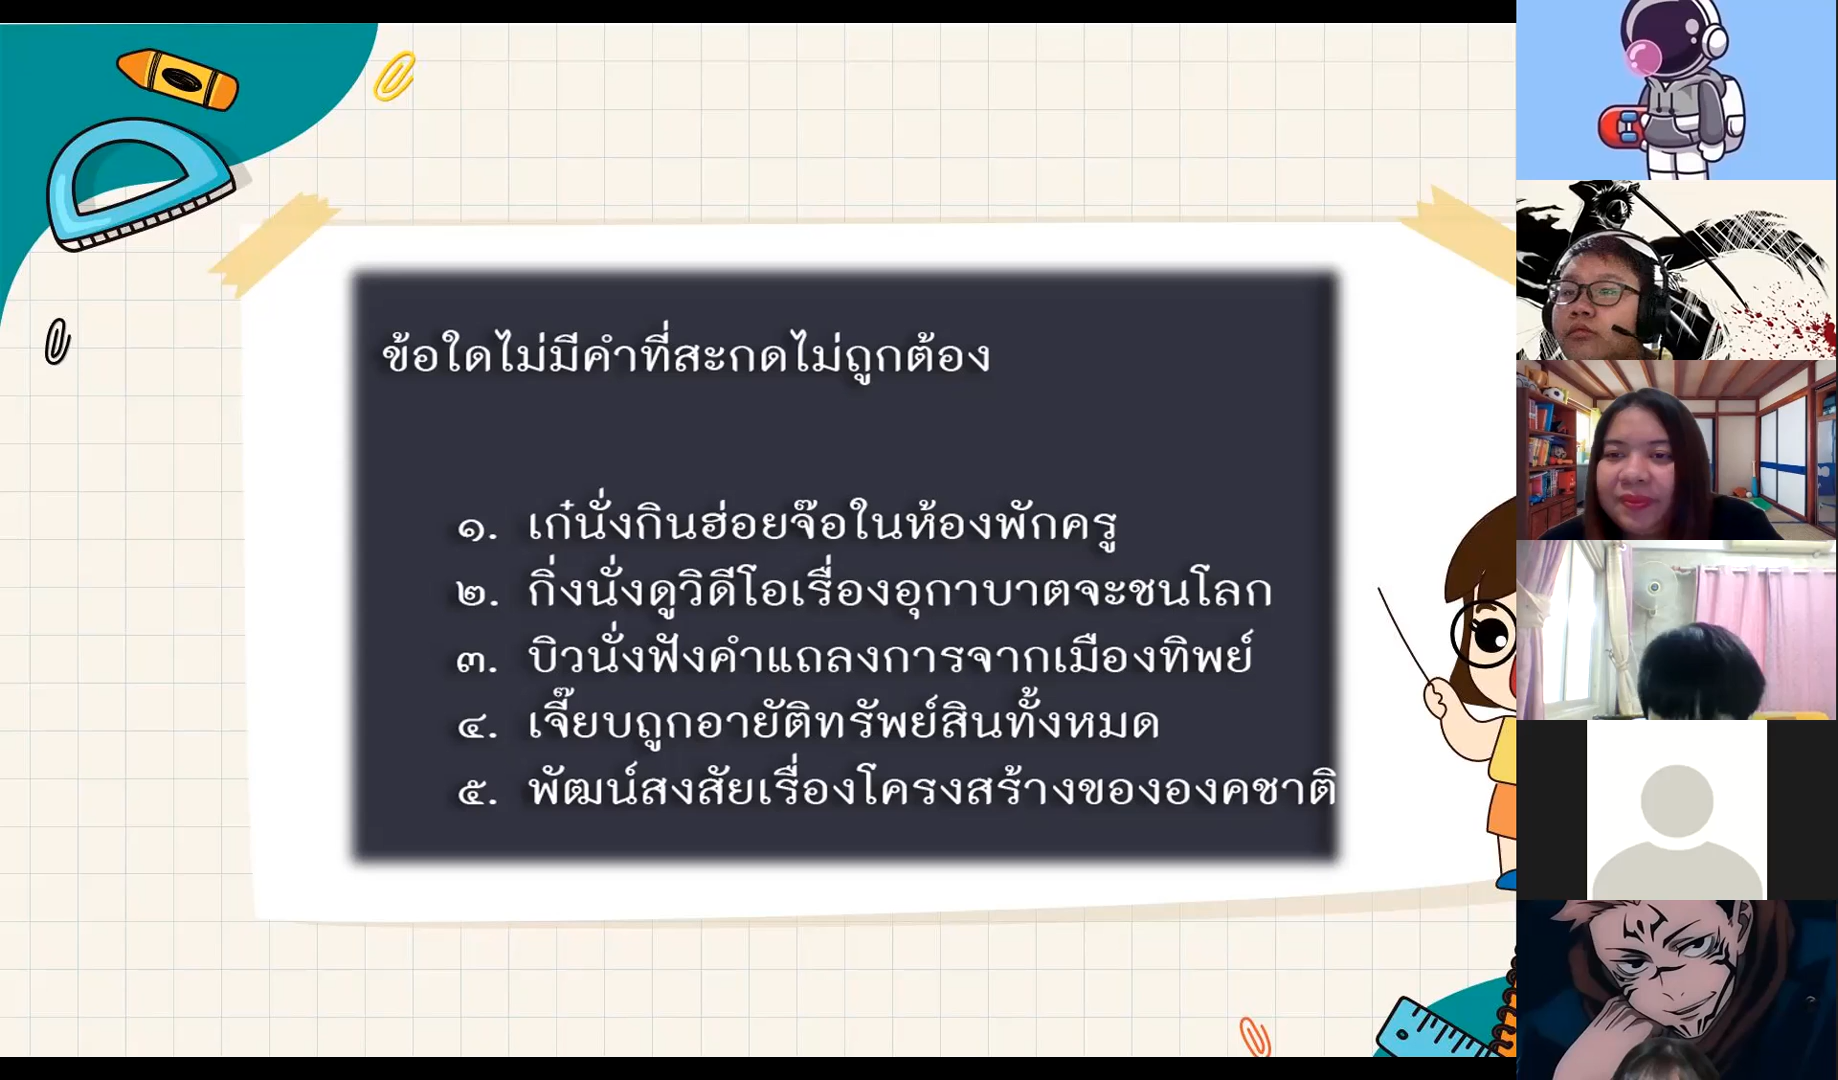 ข้อใดไม่มีคำที่สะกดไม่ถูกต้อง
๑. เก๋นั่งกินฮ่อยจ๊อในห้องพักครู
๒. กิ่งนั่งดูวิดีโอเรื่องอุกาบาตจะชนโลก
๓. บิวนั่งฟังคำแถลงการจากเมืองทิพย์
๔. เจี๊ยบถูกอายัติทรัพย์สินทั้งหมด
๕. พัฒน์สงสัยเรื่องโครงสร้างขององคชาติ